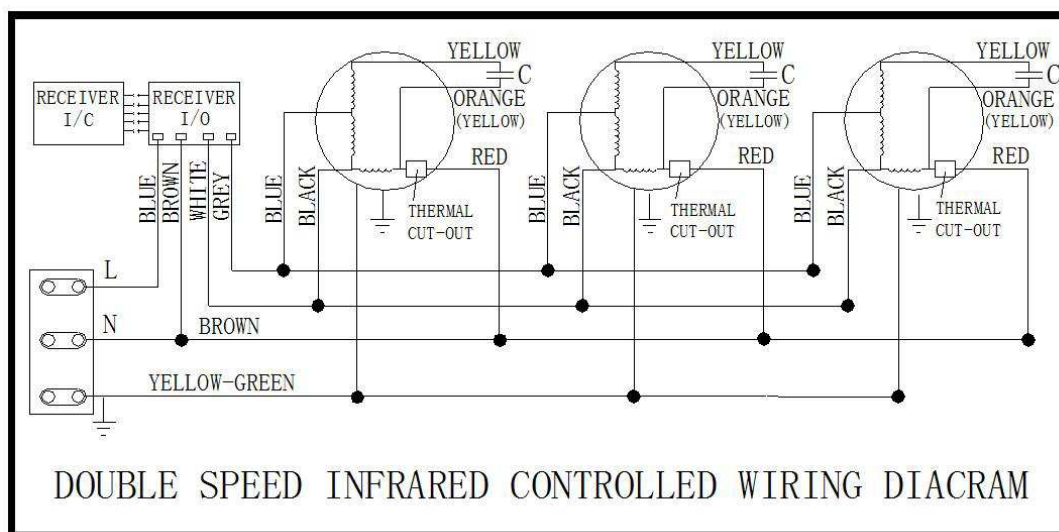 RECEIVER
I/C
RECEIVER
I/O
BLUE
BROWN
WHITE
GREY
YELLOW
C
ORANGE
(YELLOW)
RED
BLUE
BLACK
THERMAL
CUT-OUT
YELLOW
C
ORANGE
(YELLOW)
RED
BLUE
BLACK
THERMAL
CUT-OUT
YELLOW
C
ORANGE
(YELLOW)
RED
BLUE
BLACK
THERMAL
CUT-OUT
L
N
BROWN
YELLOW-GREEN
DOUBLE SPEED INFRARED CONTROLLED WIRING DIACRAM